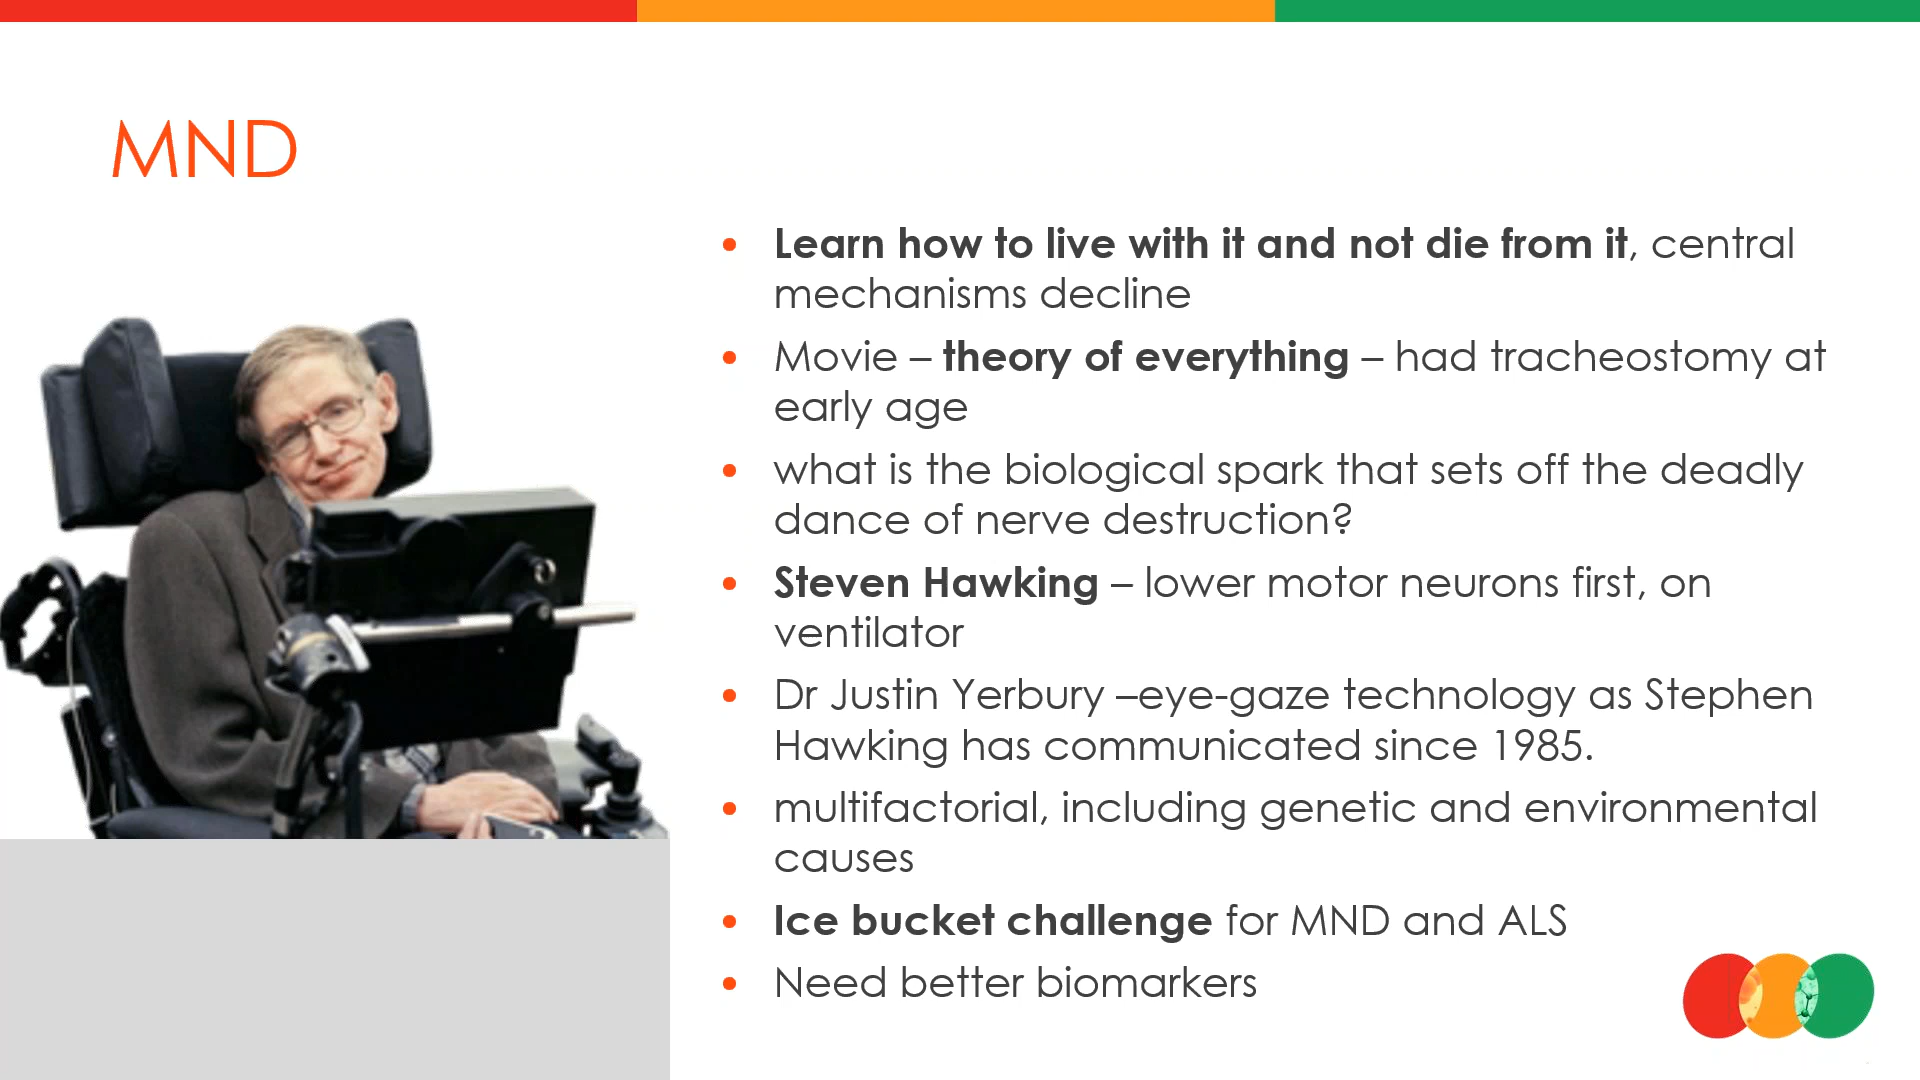 MND
• Learn how to live with it and not die from it, central
mechanisms decline
• Movie – theory of everything – had tracheostomy at
early age
• what is the biological spark that sets off the deadly
dance of nerve destruction?
• Steven Hawking – lower motor neurons first, on
ventilator
• Dr Justin Yerbury –eye-gaze technology as Stephen
Hawking has communicated since 1985.
• multifactorial, including genetic and environmental
causes
• Ice bucket challenge for MND and ALS
• Need better biomarkers